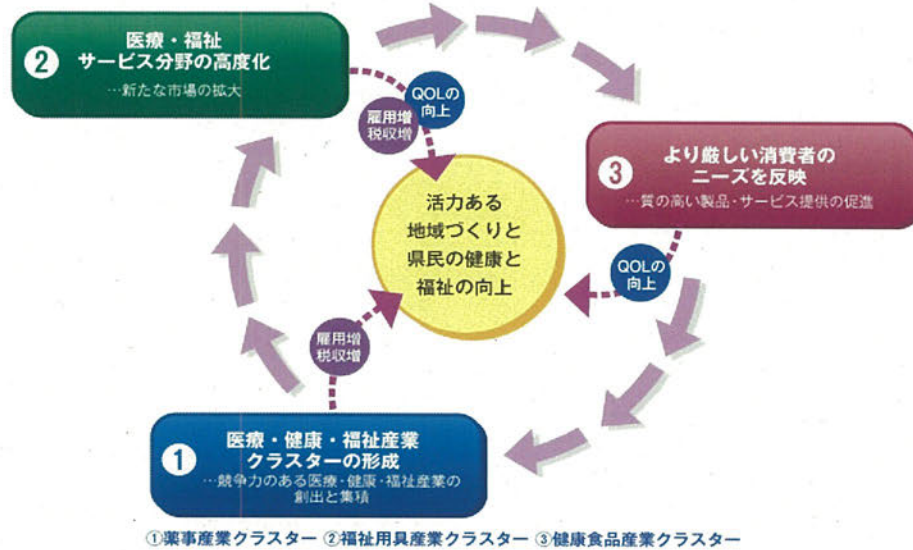 医療・福祉
② サービス分野の高度化
…新たな市場の拡大
QOLの
向上
雇用増
税収増
より厳しい消費者の
③ ニーズを反映
…質の高い製品・サービス提供の促進
活力ある
地域づくりと
県民の健康と
福祉の向上
QOLの
向上
雇用増
税収増
医療・健康・福祉産業
① クラスターの形成
…競争力のある医療・健康・福祉産業の
創出と集積
①薬事産業クラスター ②福祉用具産業クラスター ③健康食品産業クラスター